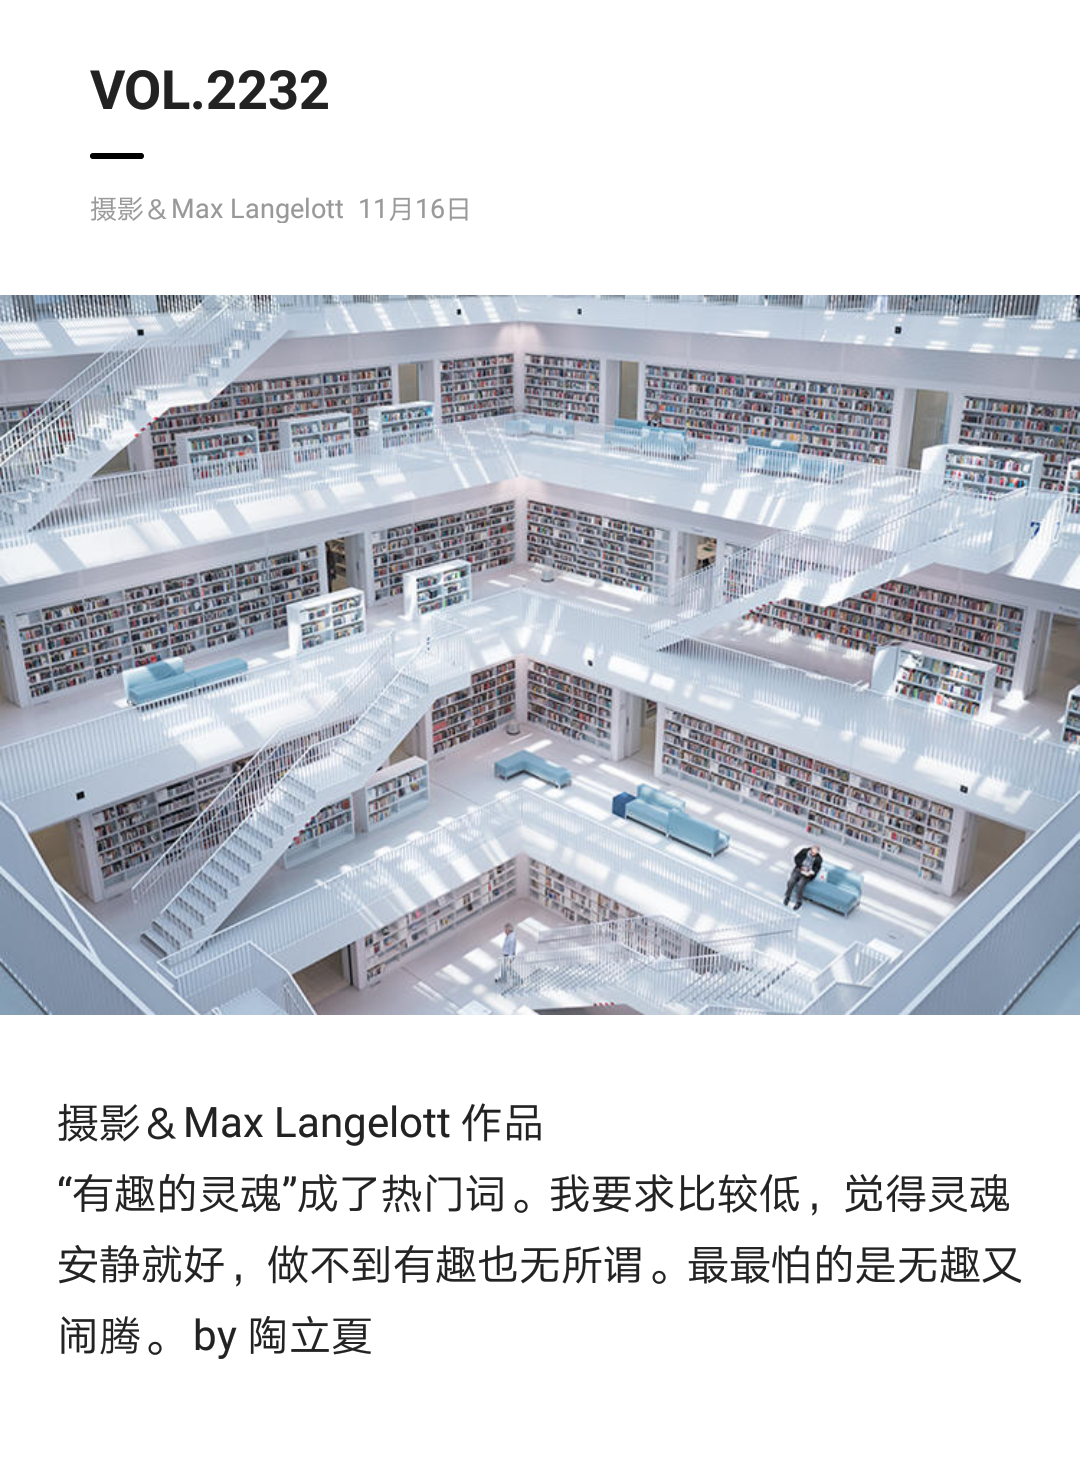 VOL.2232
摄影＆Max Langelott 11月16日
摄影＆Max Langelott 作品
“有趣的灵魂”成了热门词。我要求比较低，觉得灵魂
安静就好，做不到有趣也无所谓。最最怕的是无趣又
闹腾。 by 陶立夏